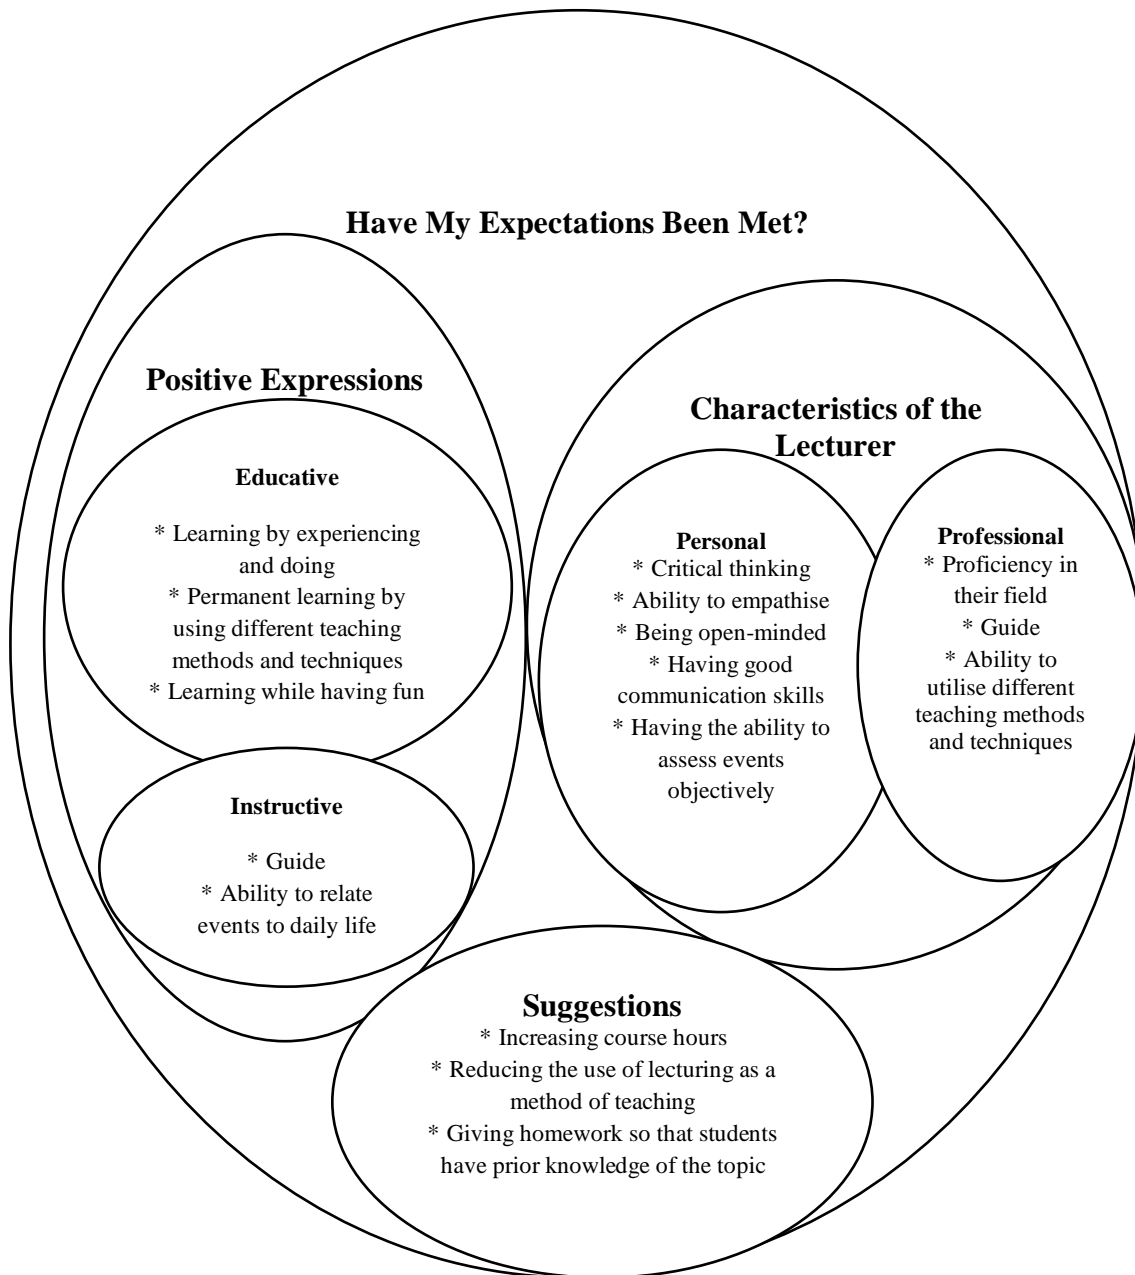 Have My Expectations Been Met?
Positive Expressions
Educative
* Learning by experiencing
and doing
* Permanent learning by
using different teaching
methods and techniques
* Learning while having fun
Instructive
* Guide
* Ability to relate
events to daily life
Characteristics of the
Lecturer
Personal
* Critical thinking
* Ability to empathise
* Being open-minded
* Having good
communication skills
* Having the ability to
assess events
objectively
Professional
* Proficiency in
their field
* Guide
* Ability to
utilise different
teaching methods
and techniques
Suggestions
* Increasing course hours
* Reducing the use of lecturing as a
method of teaching
* Giving homework so that students
have prior knowledge of the topic